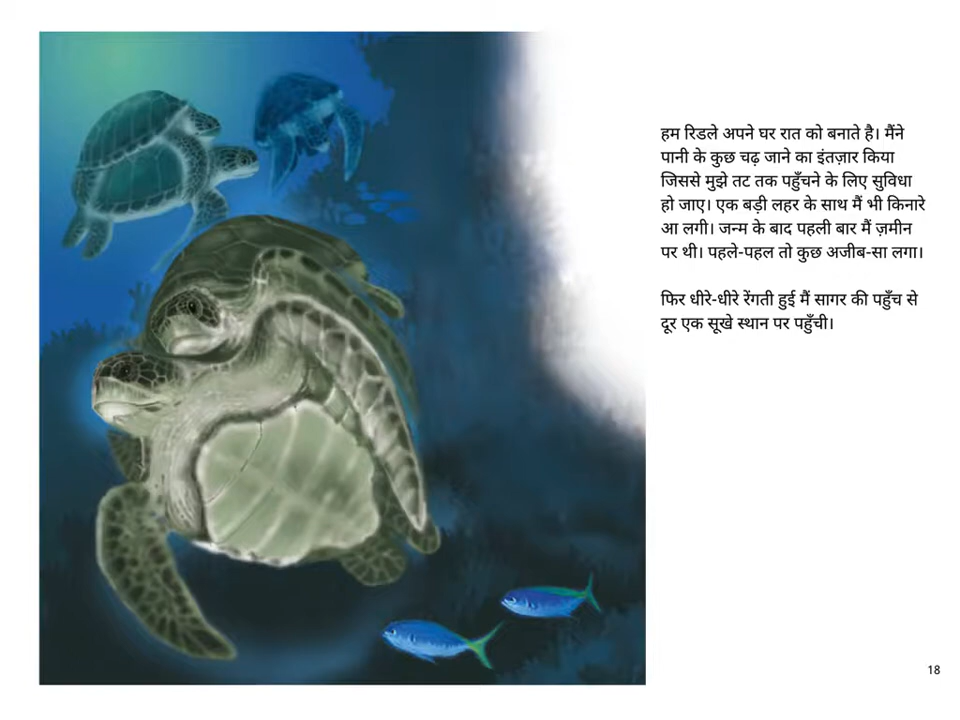 हम रिडले अपने घर रात को बनाते है। मैंने
पानी के कुछ चढ़ जाने का इंतज़ार किया
जिससे मुझे तट तक पहुँचने के लिए सुविधा
हो जाए। एक बड़ी लहर के साथ मैं भी किनारे
आ लगी। जन्म के बाद पहली बार मैं ज़मीन
पर थी। पहले-पहल तो कुछ अजीब-सा लगा।
फिर धीरे-धीरे रेंगती हुई मैं सागर की पहुँच से
दूर एक सूखे स्थान पर पहुँची।
18